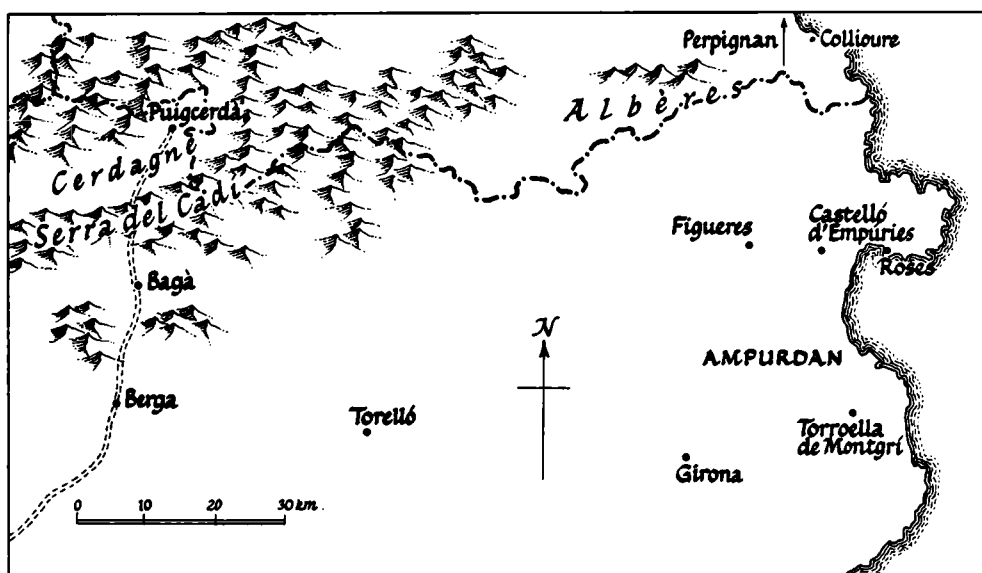 Perpignan
Collioure
Albères
Puigcerdà
Cerdagne
Serra del Cadí
Figueres
Castelló
d'Empúries
Roses
Bagà
N
AMPURDAN
Berga
Torelló
Torroella
de Montgrí
Girona
0 10 20 30 km.